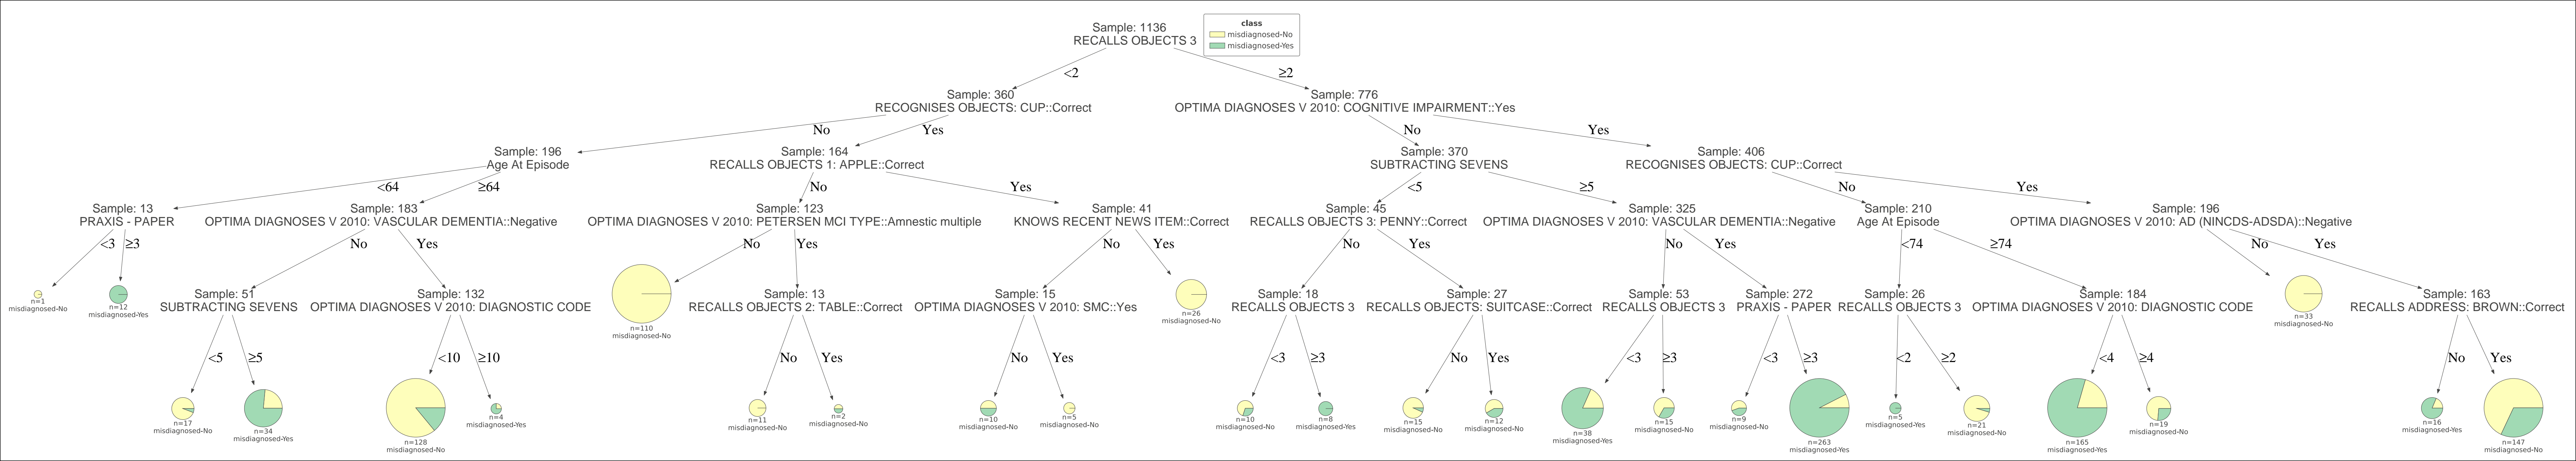 Sample: 1136
RECALLS OBJECTS 3
class
misdiagnosed-No
misdiagnosed-Yes
<2
≥2
Sample: 360
RECOGNISES OBJECTS: CUP::Correct
Sample: 776
OPTIMA DIAGNOSES V 2010: COGNITIVE IMPAIRMENT::Yes
No
Yes
No
Yes
Sample: 196
Age At Episode
Sample: 164
RECALLS OBJECTS 1: APPLE::Correct
Sample: 370
SUBTRACTING SEVENS
Sample: 406
RECOGNISES OBJECTS: CUP::Correct
<64
≥64
No
Yes
<5
≥5
No
Yes
Sample: 13
PRAXIS - PAPER
Sample: 183
OPTIMA DIAGNOSES V 2010: VASCULAR DEMENTIA::Negative
Sample: 123
OPTIMA DIAGNOSES V 2010: PETERSEN MCI TYPE::Amnestic multiple
Sample: 41
KNOWS RECENT NEWS ITEM::Correct
Sample: 45
RECALLS OBJECTS 3: PENNY::Correct
Sample: 325
OPTIMA DIAGNOSES V 2010: VASCULAR DEMENTIA::Negative
Sample: 210
Age At Episode
Sample: 196
OPTIMA DIAGNOSES V 2010: AD (NINCDS-ADSDA)::Negative
<3
≥3
No
Yes
No
Yes
No
Yes
No
Yes
No
Yes
<74
≥74
No
Yes
n=1
misdiagnosed-No
n=12
misdiagnosed-Yes
Sample: 51
SUBTRACTING SEVENS
Sample: 132
OPTIMA DIAGNOSES V 2010: DIAGNOSTIC CODE
n=110
misdiagnosed-No
Sample: 13
RECALLS OBJECTS 2: TABLE::Correct
Sample: 15
OPTIMA DIAGNOSES V 2010: SMC::Yes
n=26
misdiagnosed-No
Sample: 18
RECALLS OBJECTS 3
Sample: 27
RECALLS OBJECTS: SUITCASE::Correct
Sample: 53
RECALLS OBJECTS 3
Sample: 272
PRAXIS - PAPER
Sample: 26
RECALLS OBJECTS 3
Sample: 184
OPTIMA DIAGNOSES V 2010: DIAGNOSTIC CODE
n=33
misdiagnosed-No
Sample: 163
RECALLS ADDRESS: BROWN::Correct
<5
≥5
<10
≥10
No
Yes
No
Yes
<3
≥3
No
Yes
<3
≥3
<3
≥3
<2
≥2
<4
≥4
No
Yes
n=17
misdiagnosed-No
n=34
misdiagnosed-Yes
n=128
misdiagnosed-No
n=4
misdiagnosed-Yes
n=11
misdiagnosed-No
n=2
misdiagnosed-No
n=10
misdiagnosed-No
n=5
misdiagnosed-No
n=10
misdiagnosed-No
n=8
misdiagnosed-Yes
n=15
misdiagnosed-No
n=12
misdiagnosed-No
n=38
misdiagnosed-Yes
n=15
misdiagnosed-No
n=9
misdiagnosed-No
n=263
misdiagnosed-Yes
n=5
misdiagnosed-Yes
n=21
misdiagnosed-No
n=165
misdiagnosed-Yes
n=19
misdiagnosed-No
n=16
misdiagnosed-Yes
n=147
misdiagnosed-No